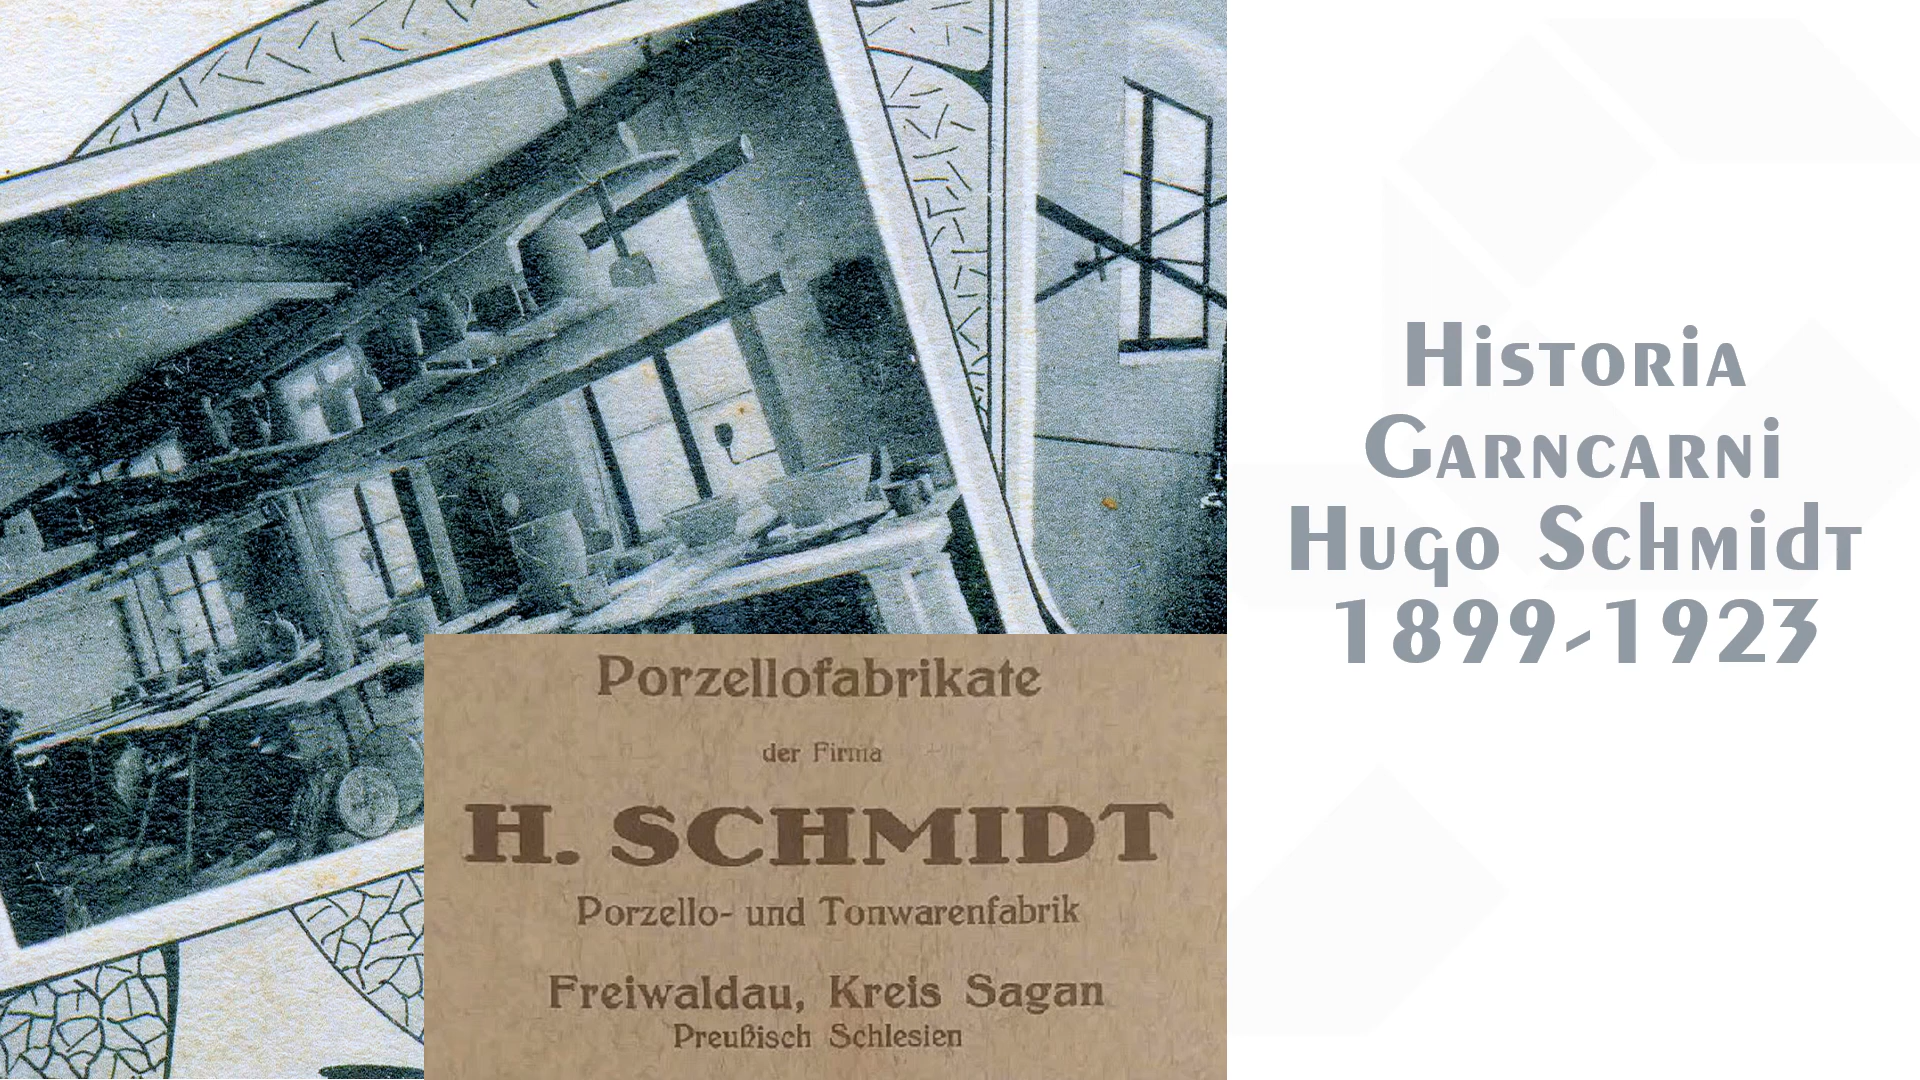 Historia
Garncarni
Hugo Schmidt
1899-1923
Porzellofabrikate
der Firma
H. SCHMIDT
Porzello- und Tonwarenfabrik
Freiwaldau, Kreis Sagan
Preußisch Schlesien